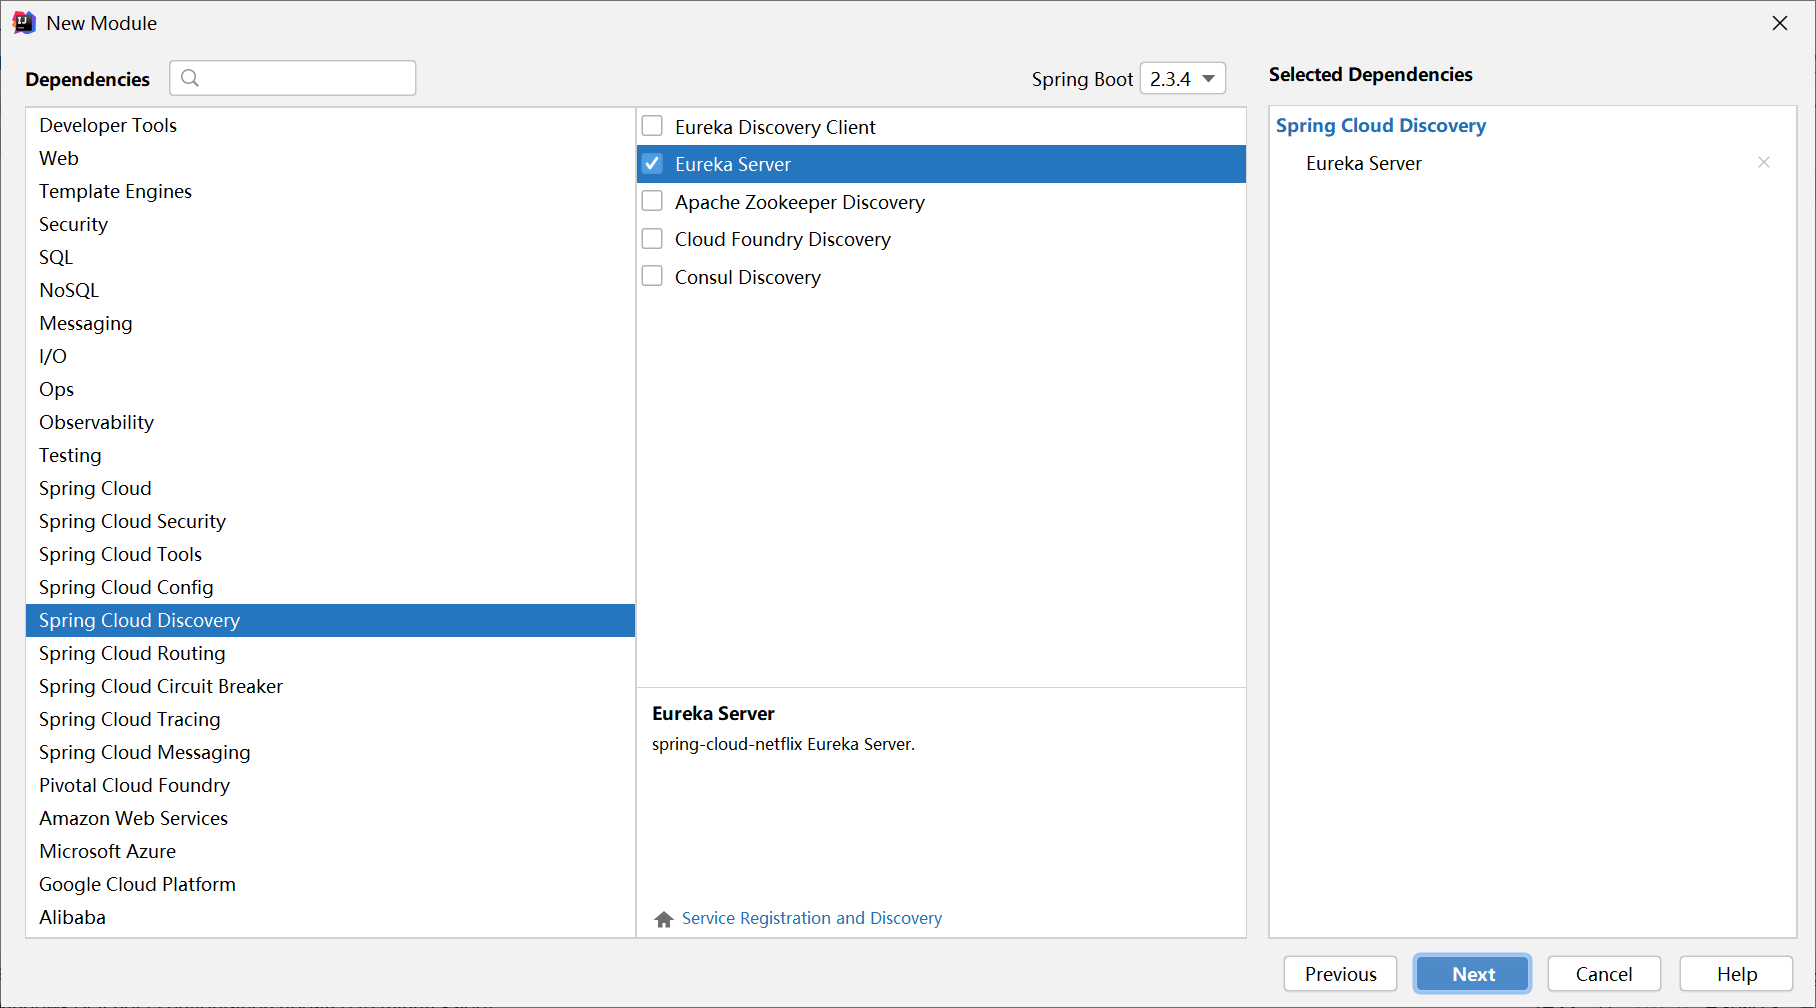 New Module
Dependencies
Spring Boot 2.3.4
Selected Dependencies
Developer Tools
Web
Template Engines
Security
SQL
NoSQL
Messaging
I/O
Ops
Observability
Testing
Spring Cloud
Spring Cloud Security
Spring Cloud Tools
Spring Cloud Config
Spring Cloud Discovery
Spring Cloud Routing
Spring Cloud Circuit Breaker
Spring Cloud Tracing
Spring Cloud Messaging
Pivotal Cloud Foundry
Amazon Web Services
Microsoft Azure
Google Cloud Platform
Alibaba
Eureka Discovery Client
Eureka Server
Apache Zookeeper Discovery
Cloud Foundry Discovery
Consul Discovery
Eureka Server
spring-cloud-netflix Eureka Server.
Service Registration and Discovery
Spring Cloud Discovery
Eureka Server
Previous
Next
Cancel
Help